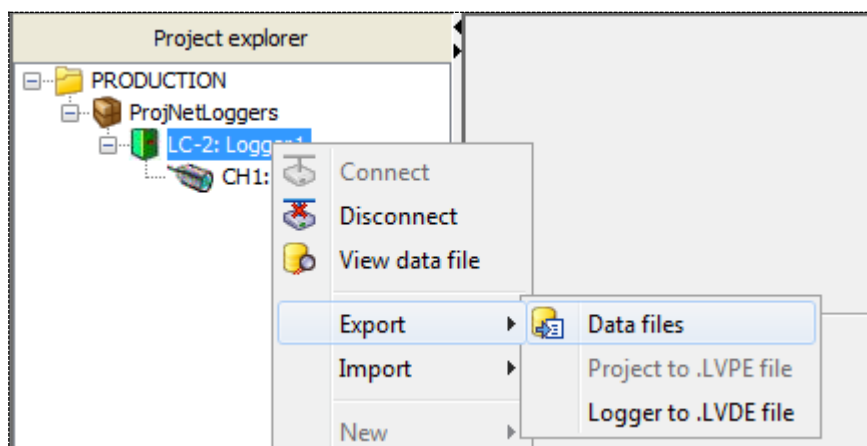 Project explorer
PRODUCTION
ProjNetLoggers
LC-2: Logger1
CH1:
Connect
Disconnect
View data file
Export
Data files
Import
Project to .LVPE file
Logger to .LVDE file
New